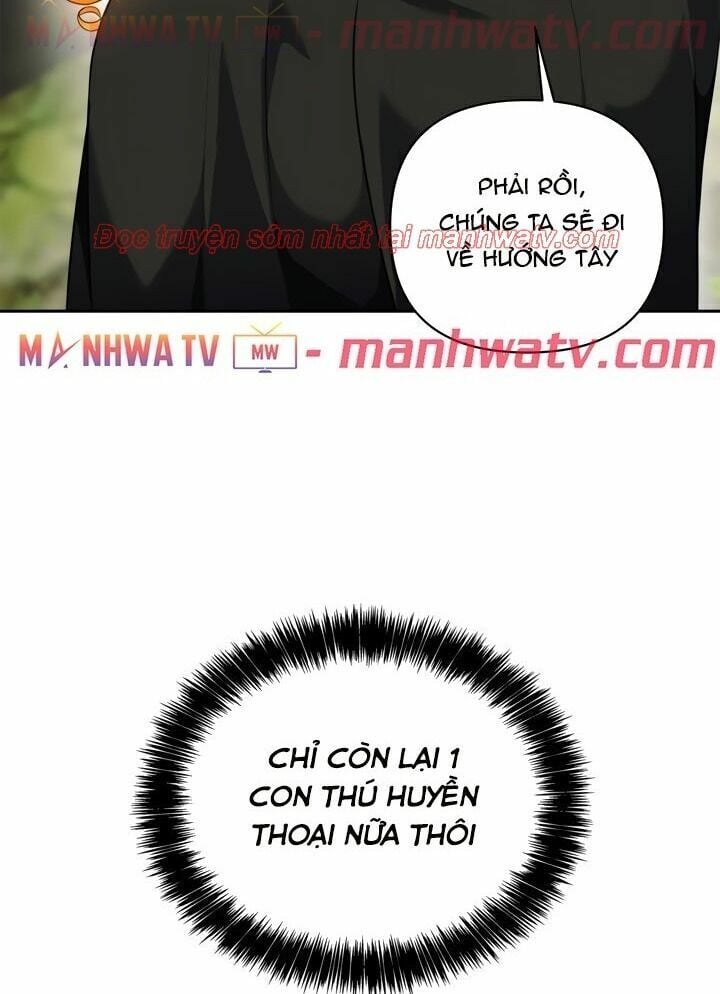 manhwatv.com
MANHWA TV
PHẢI RỒI,
CHÚNG TA SẼ ĐI
VỀ HƯỚNG TÂY
Đọc truyện sớm nhất tại manhwatv.com
MANHWA TV MW - manhwatv.com
CHỈ CÒN LẠI 1
CON THÚ HUYỀN
THOẠI NỮA THÔI